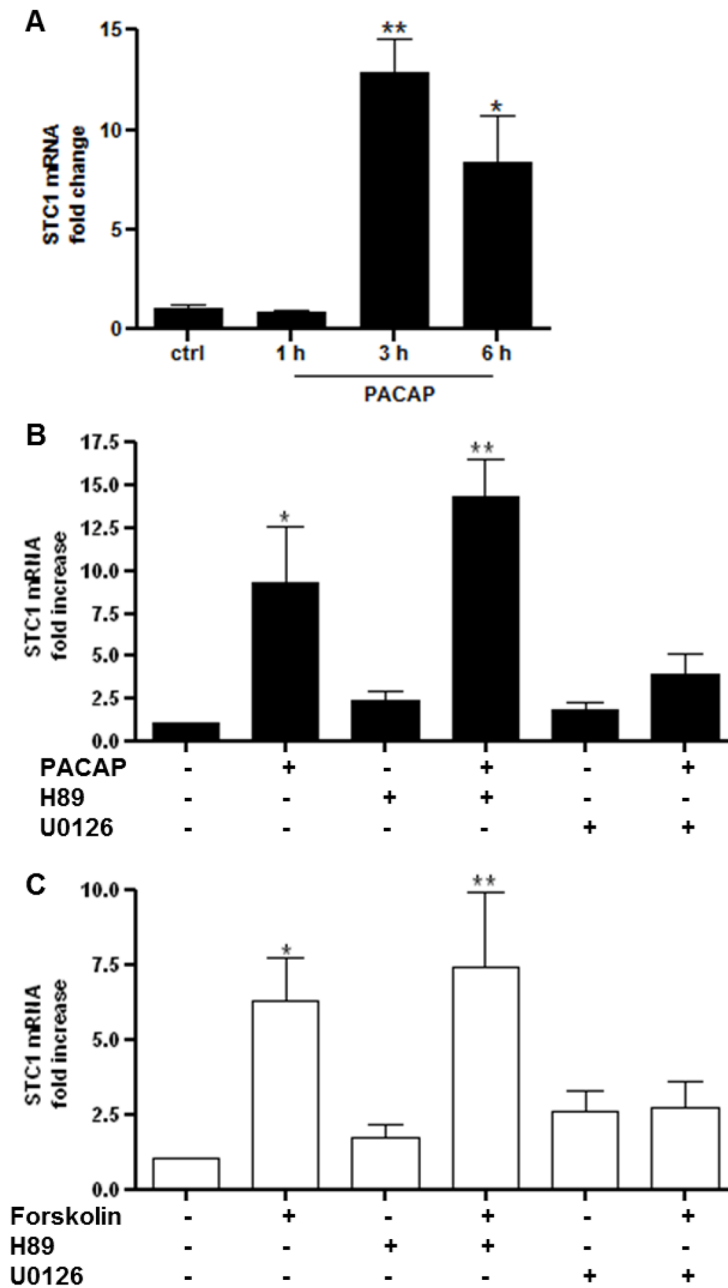 A
STC1 mRNA
fold change
15
10
5
0
**
*
ctrl 1 h 3 h 6 h
PACAP
B
STC1 mRNA
fold increase
17.5
15.0
12.5
10.0
7.5
5.0
2.5
0.0
*
**
PACAP - + - + - +
H89 - - + + - -
U0126 - - - - + +
C
STC1 mRNA
fold increase
10.0
7.5
5.0
2.5
0.0
*
**
Forskolin - + - + - +
H89 - - + + - -
U0126 - - - - + +